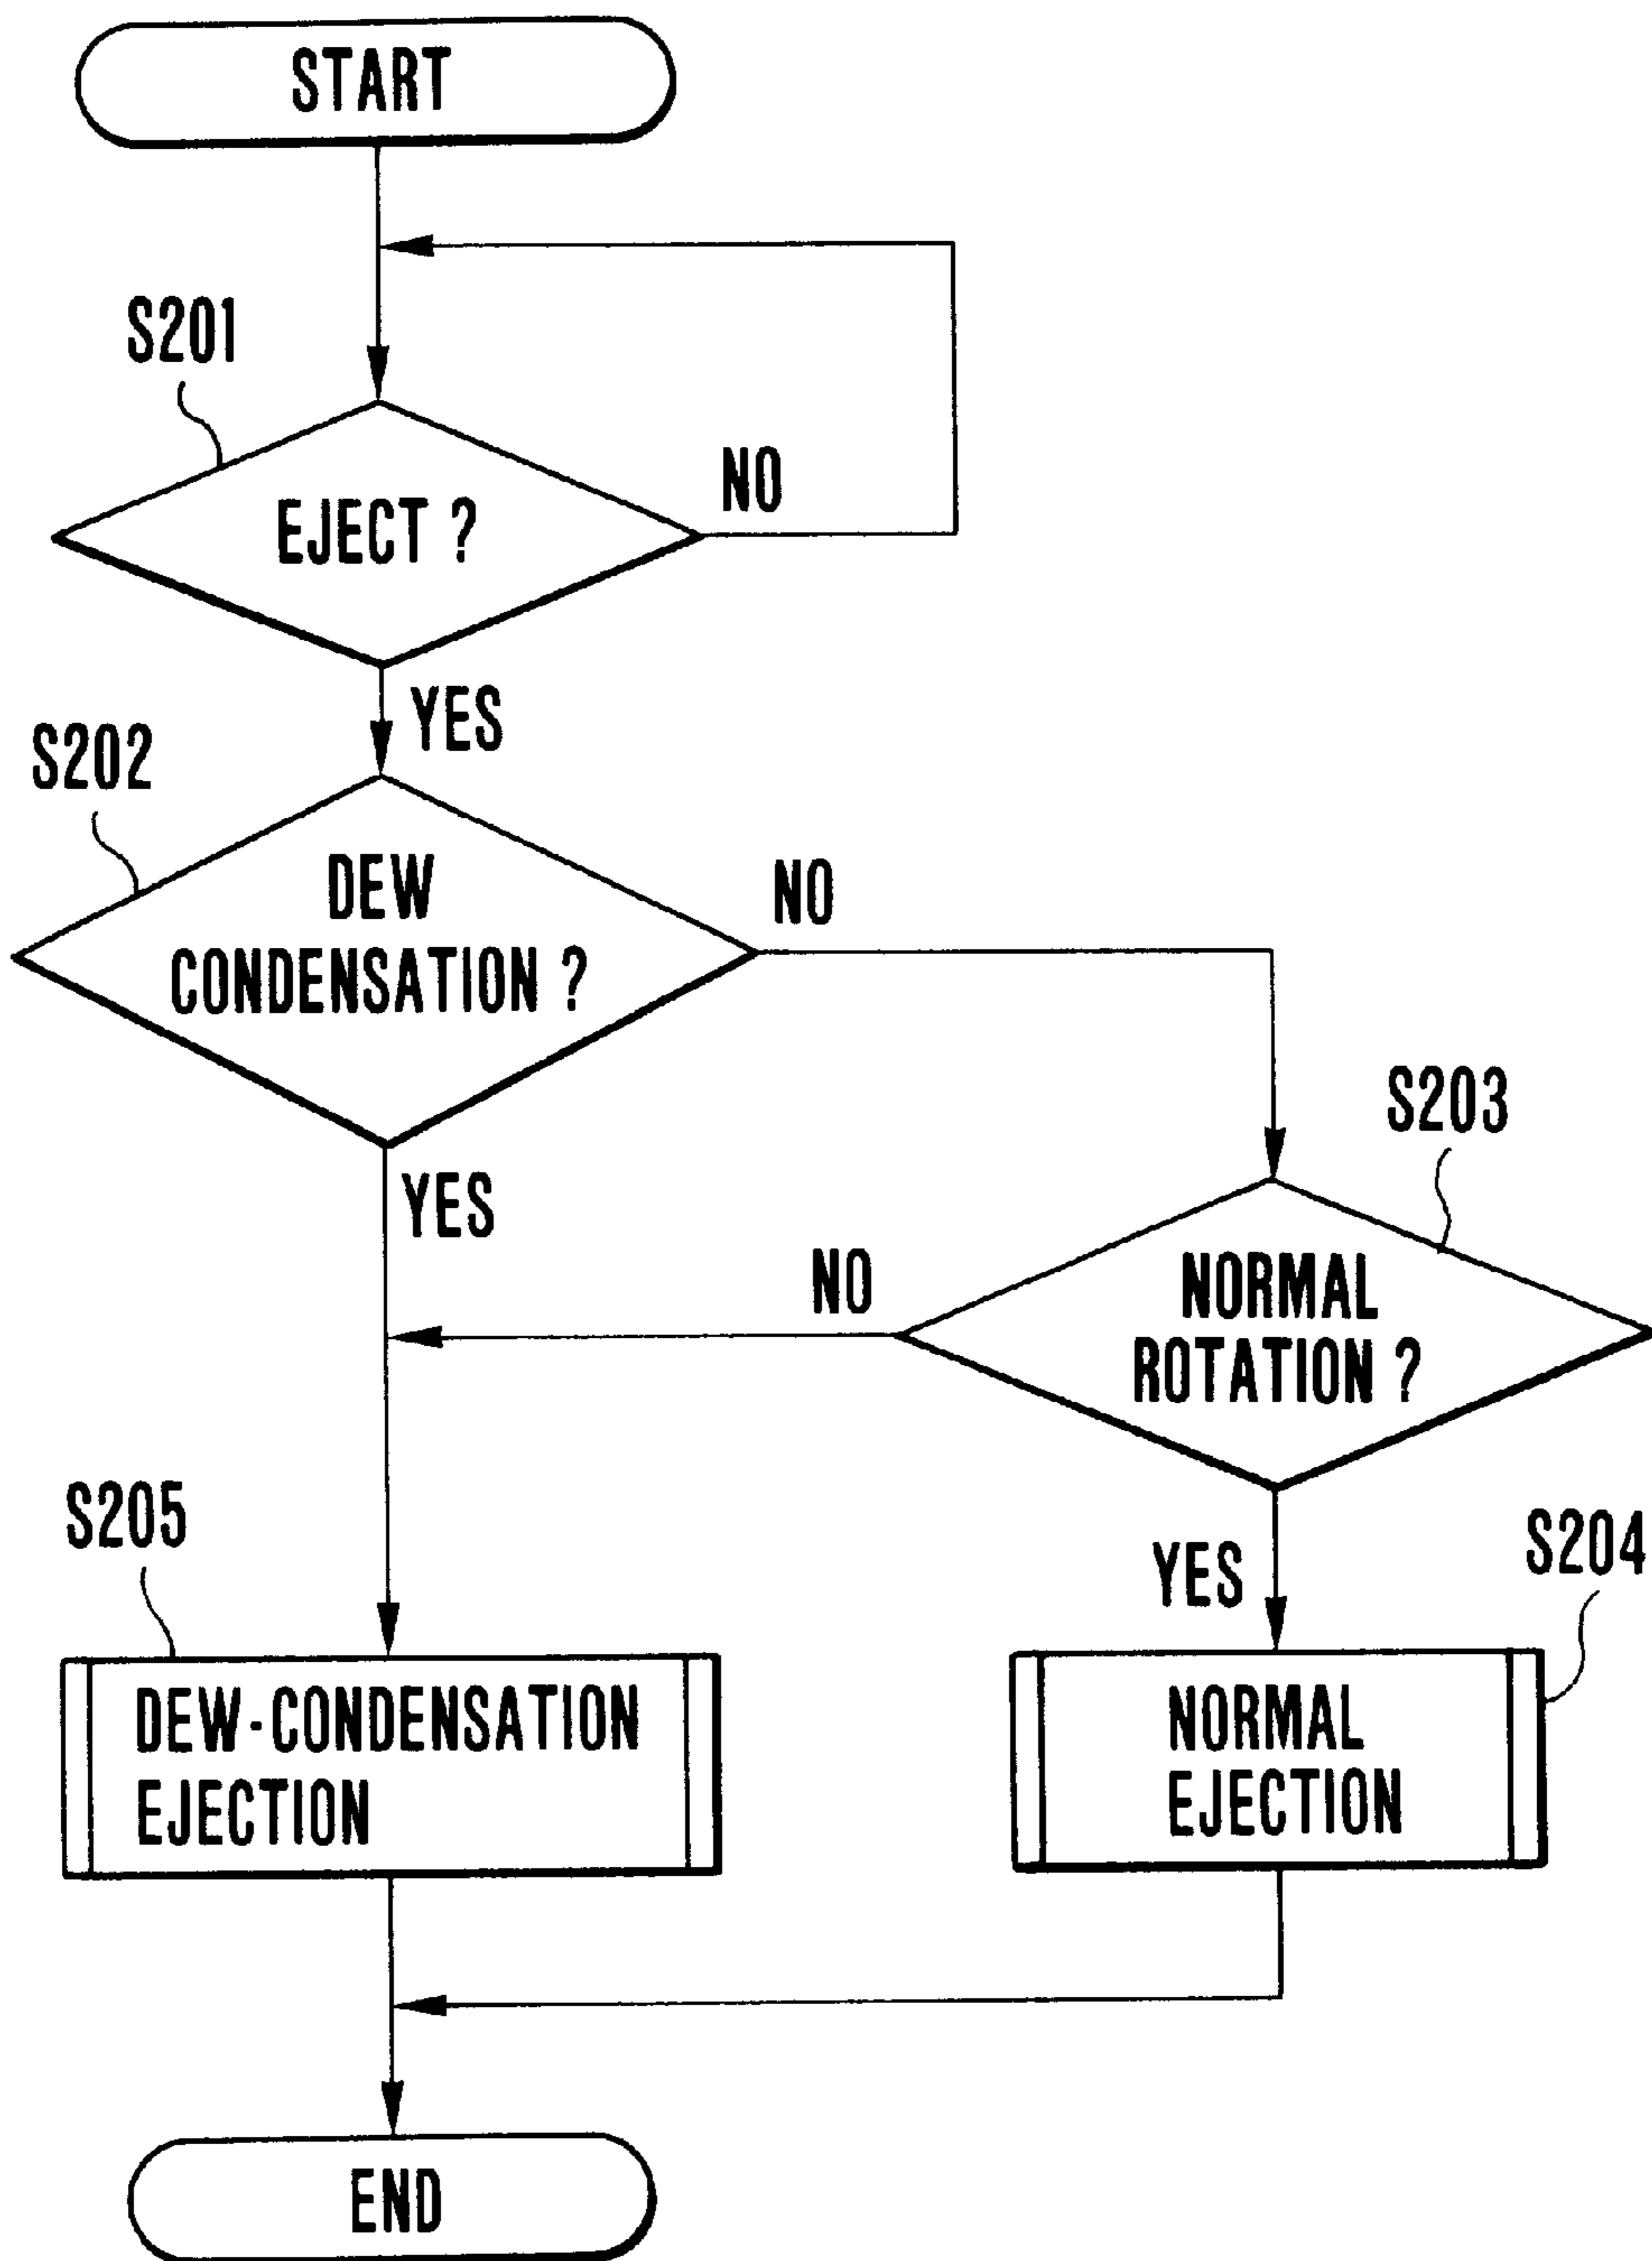 START
S201
EJECT ?
NO
YES
S202
DEW
CONDENSATION ?
NO
YES
S203
NORMAL
ROTATION ?
NO
YES
S205
DEW-CONDENSATION
EJECTION
S204
NORMAL
EJECTION
END